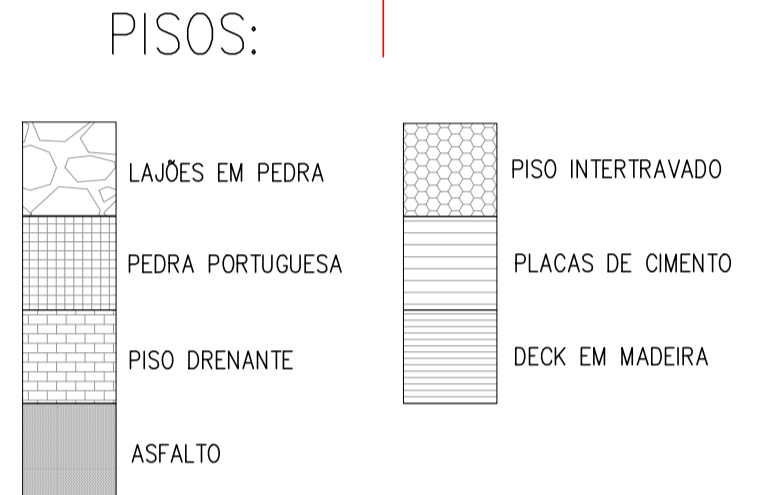 PISOS:
LAJÕES EM PEDRA
PEDRA PORTUGUESA
PISO DRENANTE
ASFALTO
PISO INTERTRAVADO
PLACAS DE CIMENTO
DECK EM MADEIRA